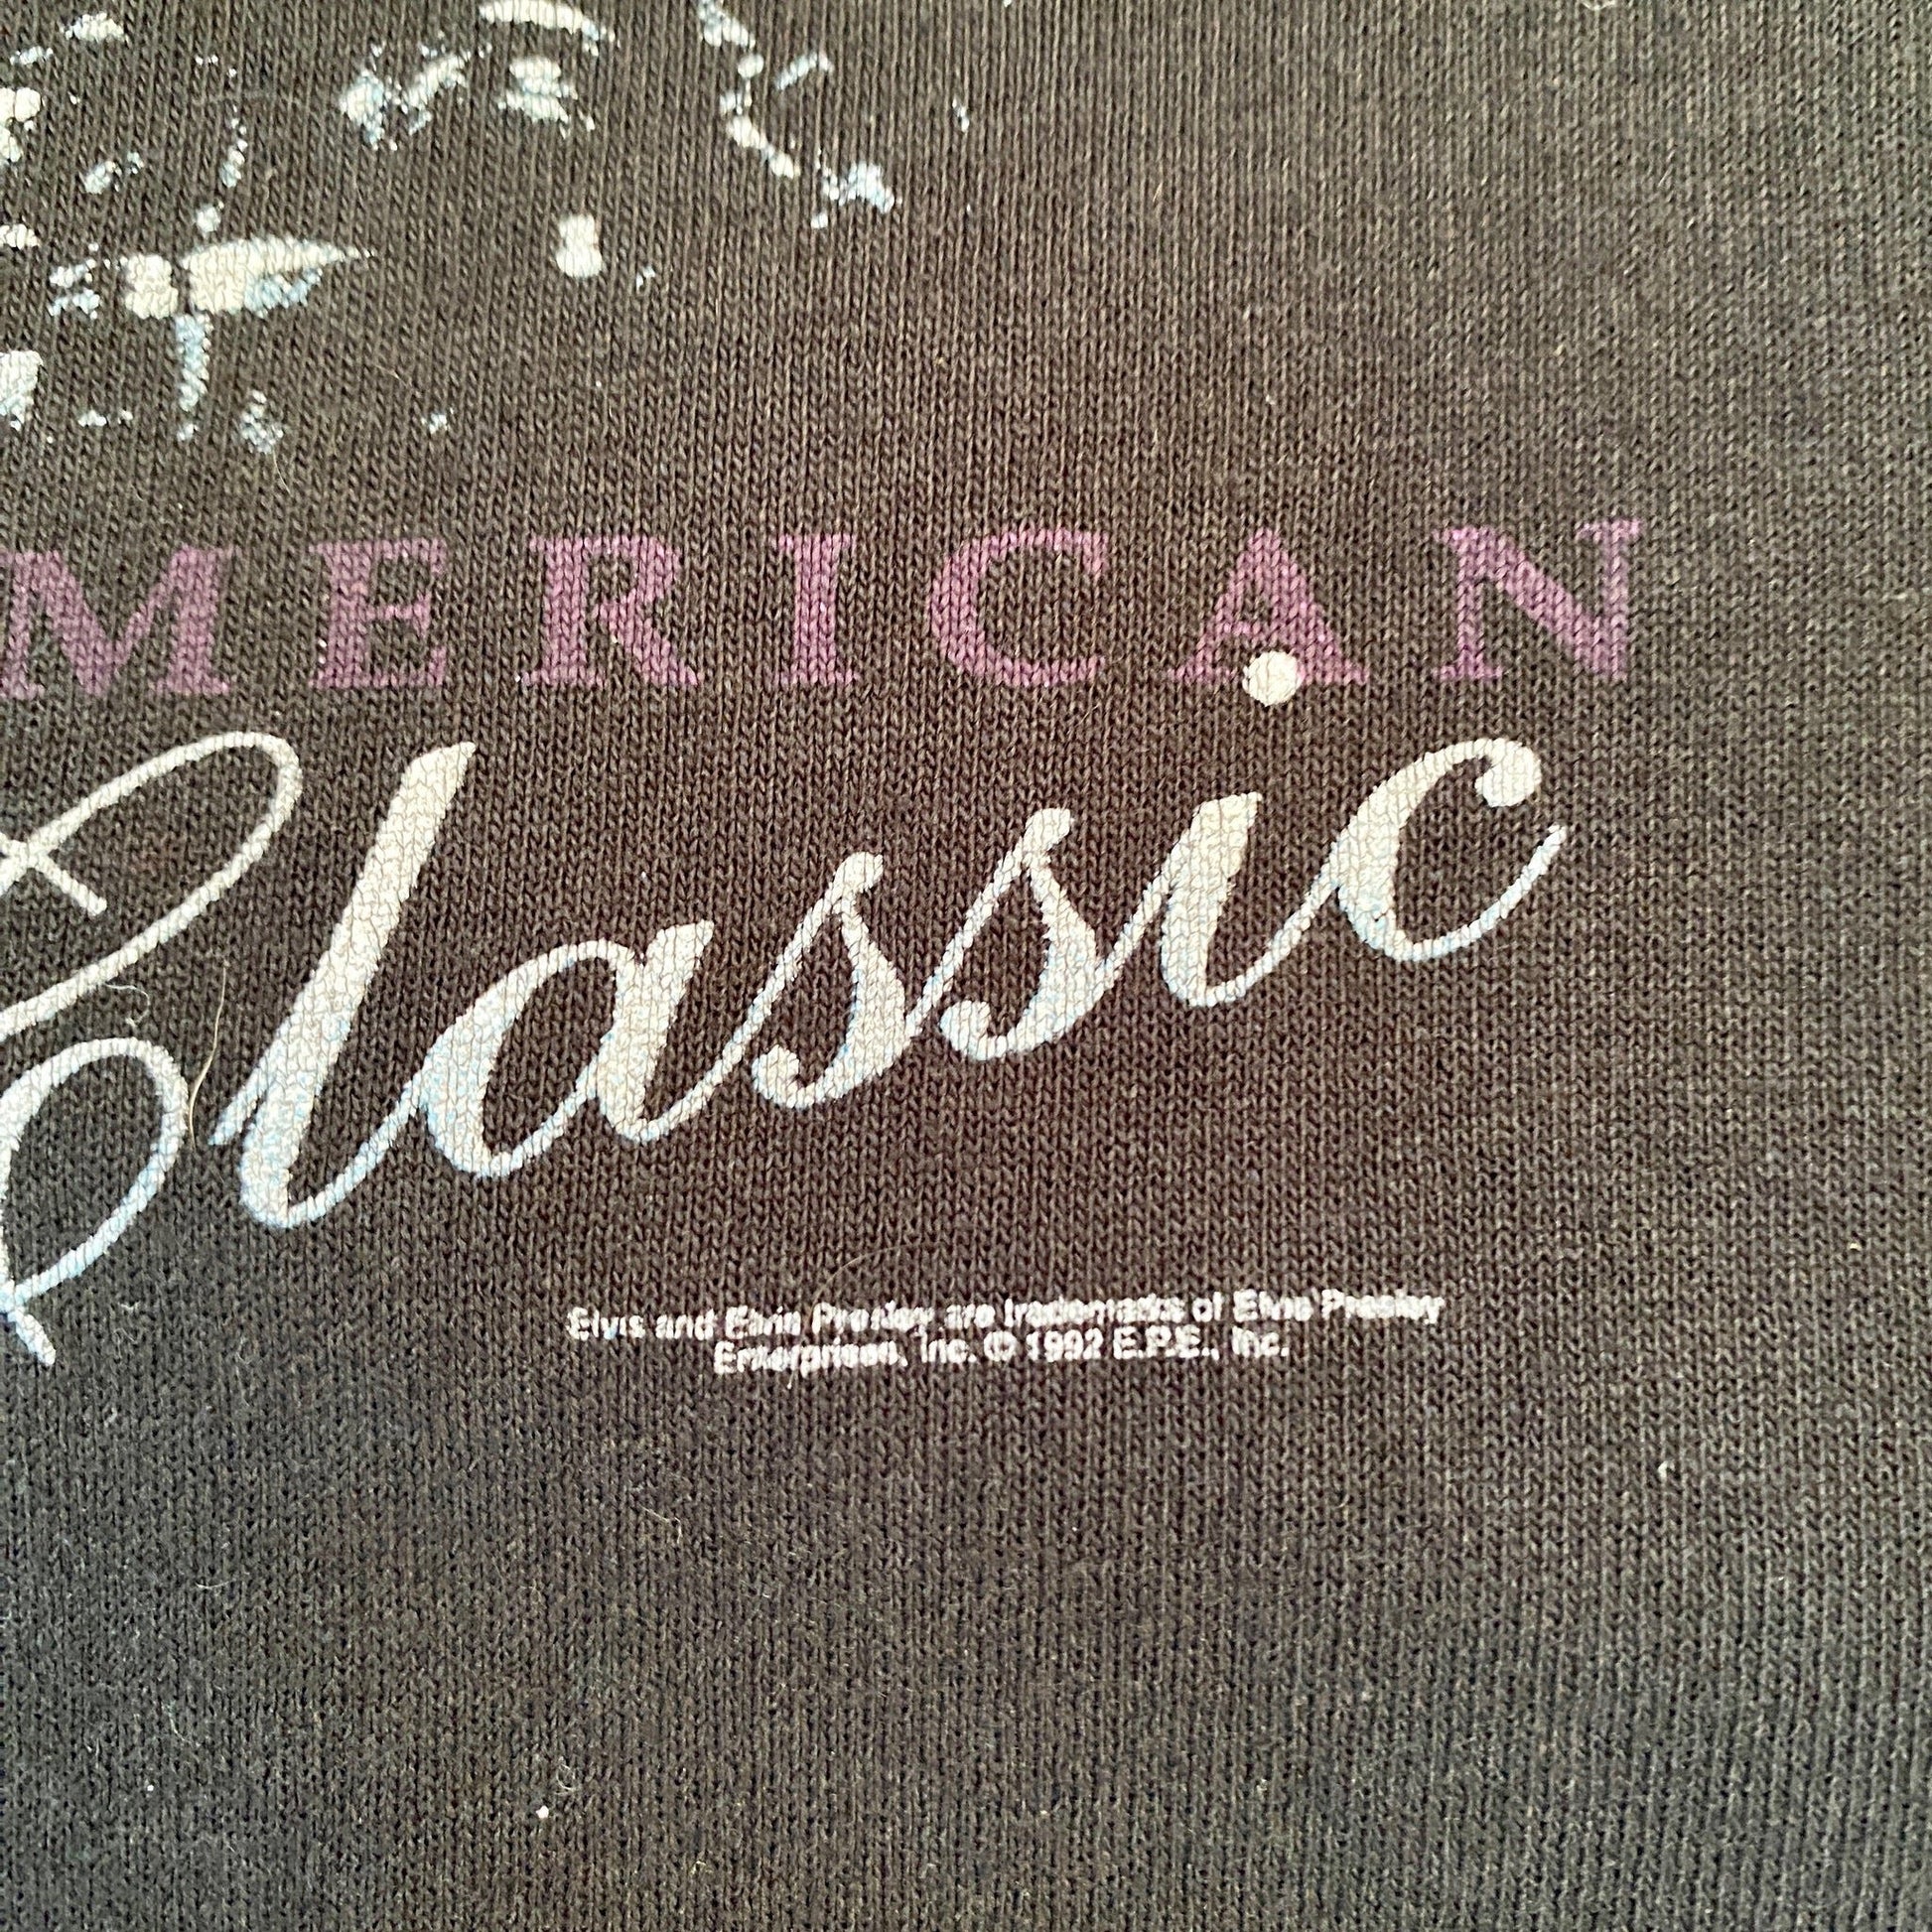 MERICAN
Classic
Elvis and Elvis Presley are trademarks of Elvis Presley
Enterprises, Inc. © 1992 E.P.E., Inc.